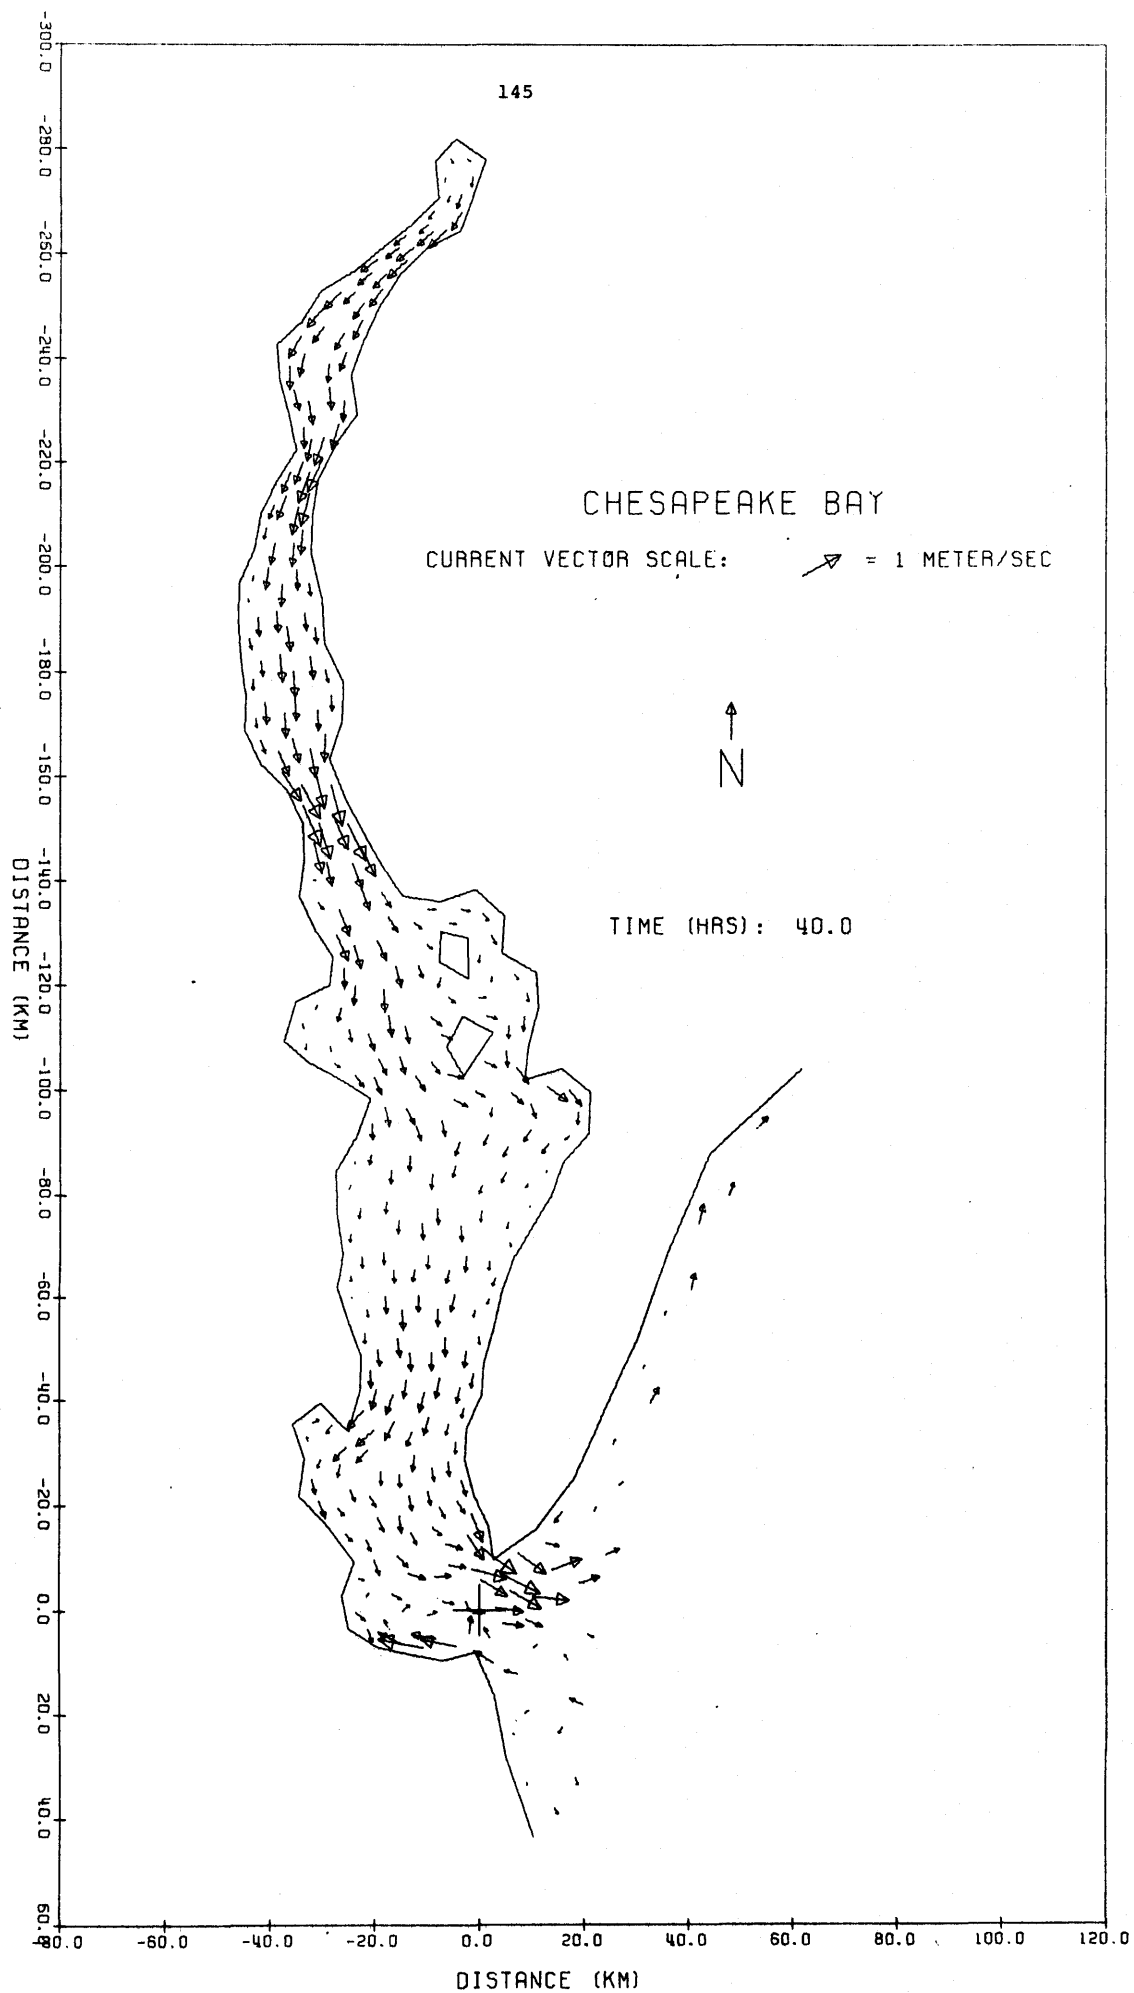 145
CHESAPEAKE BAY
CURRENT VECTOR SCALE: = 1 METER/SEC
N
TIME (HRS): 40.0
-300.0
-280.0
-260.0
-240.0
-220.0
-200.0
-180.0
-160.0
-140.0
-120.0
-100.0
-80.0
-60.0
-40.0
-20.0
0.0
20.0
40.0
60.
DISTANCE (KM)
-80.0 -60.0 -40.0 -20.0 0.0 20.0 40.0 60.0 80.0 100.0 120.0
DISTANCE (KM)